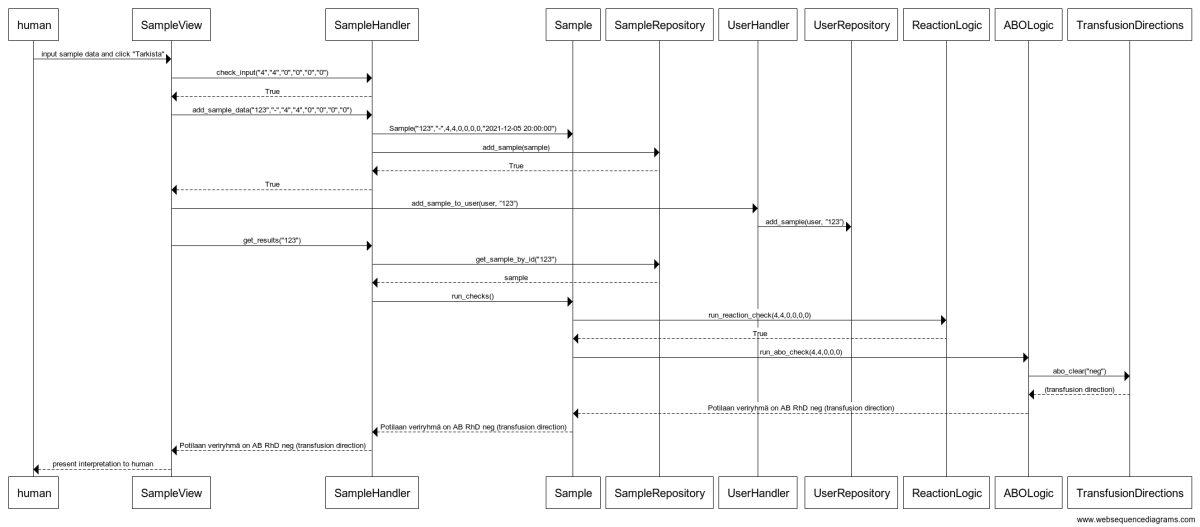 human
SampleView
SampleHandler
Sample
SampleRepository
UserHandler
UserRepository
ReactionLogic
ABOLogic
TransfusionDirections
input sample data and click "Tarkista"
check_input("4","4","0","0","0","0")
True
add_sample_data("123","-","4","4","0","0","0","0")
Sample("123","-",4,4,0,0,0,0,"2021-12-05 20:00:00")
add_sample(sample)
True
True
add_sample_to_user(user, "123")
add_sample(user, "123")
get_results("123")
get_sample_by_id("123")
sample
run_checks()
run_reaction_check(4,4,0,0,0,0)
True
run_abo_check(4,4,0,0,0)
abo_clear("neg")
(transfusion direction)
Potilaan veriryhmä on AB RhD neg (transfusion direction)
Potilaan veriryhmä on AB RhD neg (transfusion direction)
Potilaan veriryhmä on AB RhD neg (transfusion direction)
present interpretation to human
human
SampleView
SampleHandler
Sample
SampleRepository
UserHandler
UserRepository
ReactionLogic
ABOLogic
TransfusionDirections
www.websequencediagrams.com